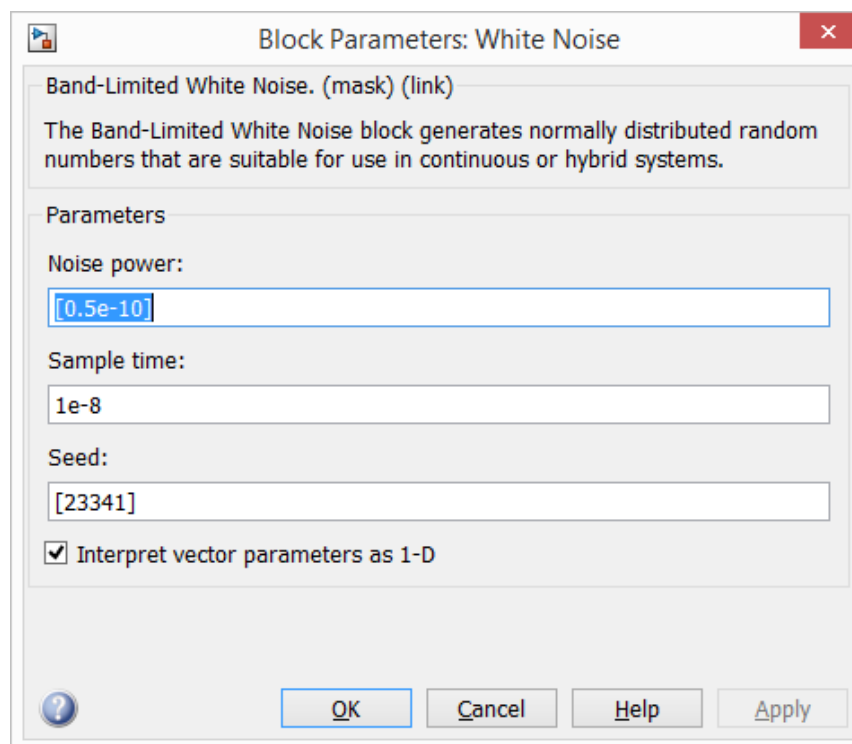 Block Parameters: White Noise
Band-Limited White Noise. (mask) (link)
The Band-Limited White Noise block generates normally distributed random
numbers that are suitable for use in continuous or hybrid systems.
Parameters
Noise power:
[0.5e-10]
Sample time:
1e-8
Seed:
[23341]
Interpret vector parameters as 1-D
OK Cancel Help Apply